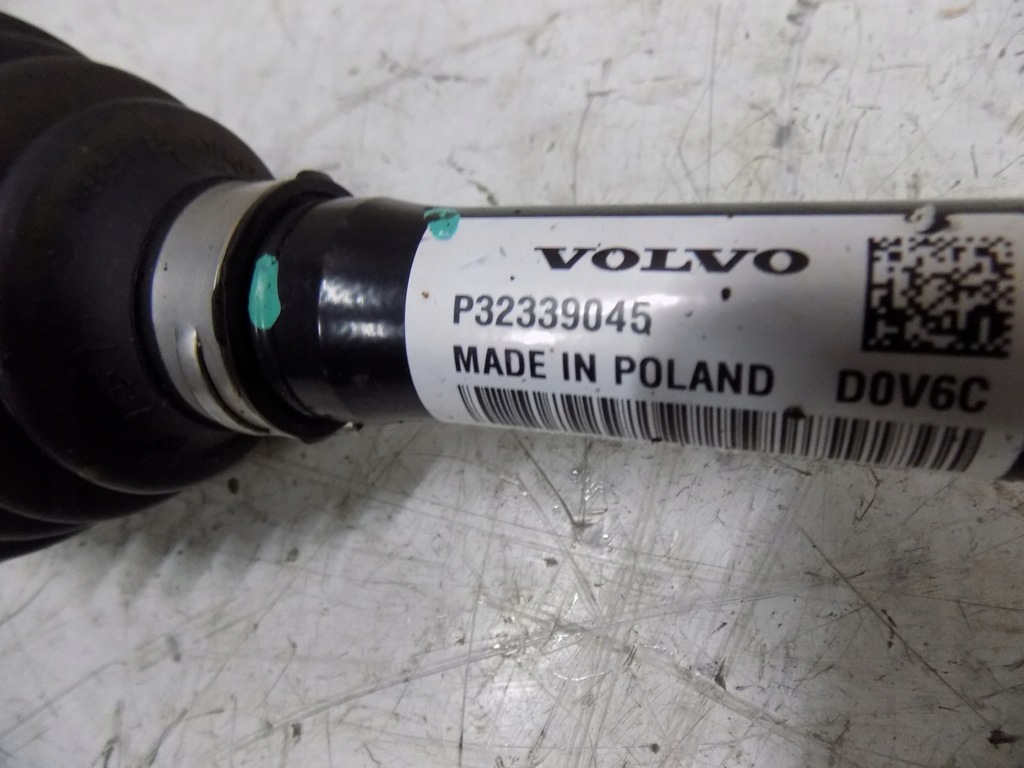 VOLVO
P32339045
MADE IN POLAND D0V6C